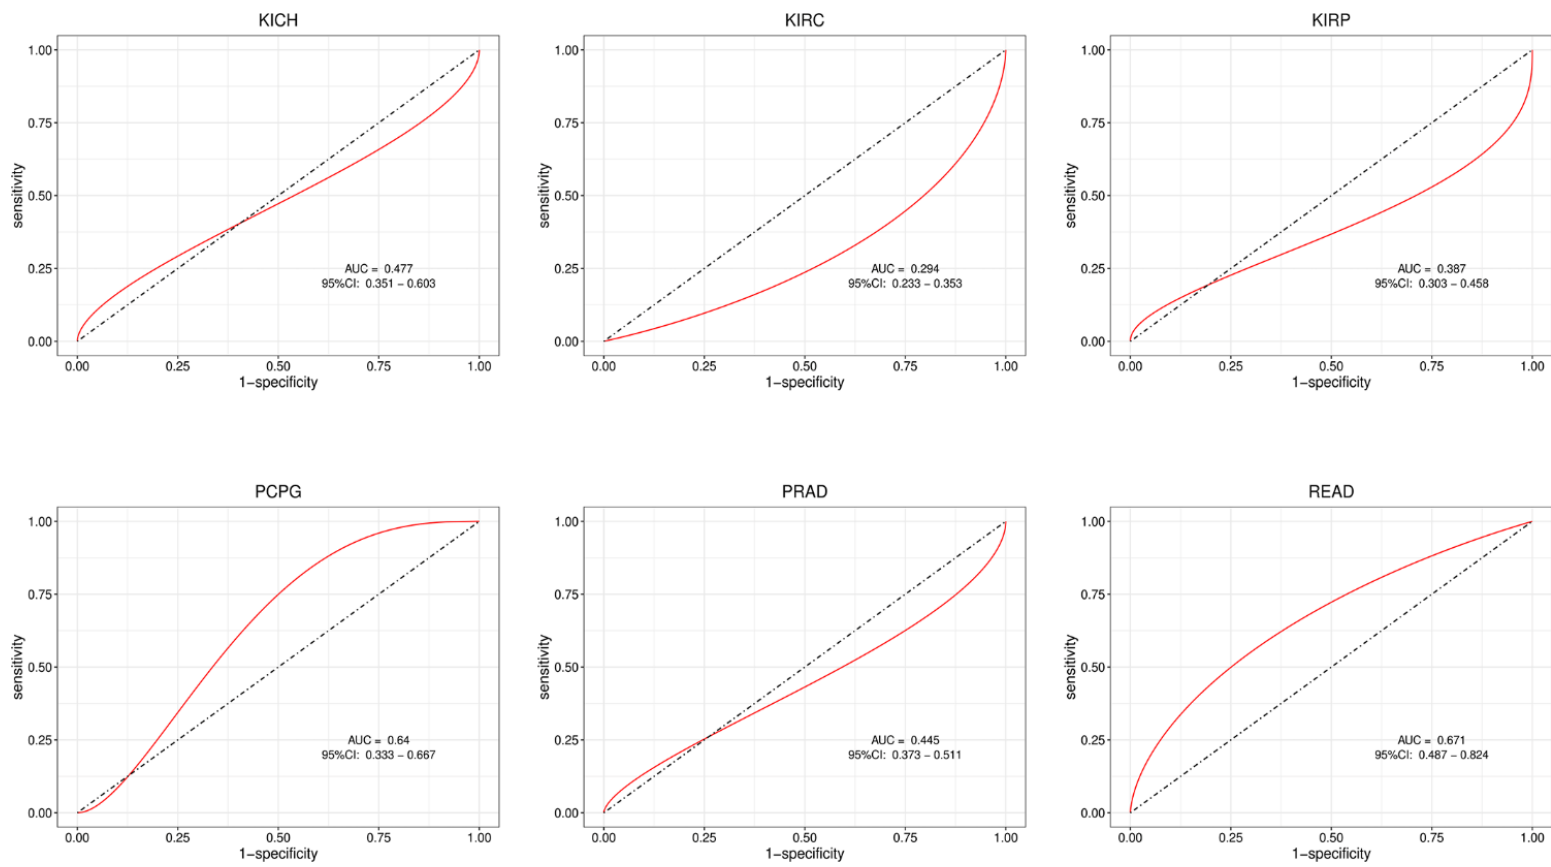 KICH
1.00
0.75
0.50
0.25
0.00
sensitivity
AUC = 0.477
95%CI: 0.351 − 0.603
0.00 0.25 0.50 0.75 1.00
1−specificity
KIRC
1.00
0.75
0.50
0.25
0.00
sensitivity
AUC = 0.294
95%CI: 0.233 − 0.353
0.00 0.25 0.50 0.75 1.00
1−specificity
KIRP
1.00
0.75
0.50
0.25
0.00
sensitivity
AUC = 0.387
95%CI: 0.303 − 0.458
0.00 0.25 0.50 0.75 1.00
1−specificity
PCPG
1.00
0.75
0.50
0.25
0.00
sensitivity
AUC = 0.64
95%CI: 0.333 − 0.667
0.00 0.25 0.50 0.75 1.00
1−specificity
PRAD
1.00
0.75
0.50
0.25
0.00
sensitivity
AUC = 0.445
95%CI: 0.373 − 0.511
0.00 0.25 0.50 0.75 1.00
1−specificity
READ
1.00
0.75
0.50
0.25
0.00
sensitivity
AUC = 0.671
95%CI: 0.487 − 0.824
0.00 0.25 0.50 0.75 1.00
1−specificity